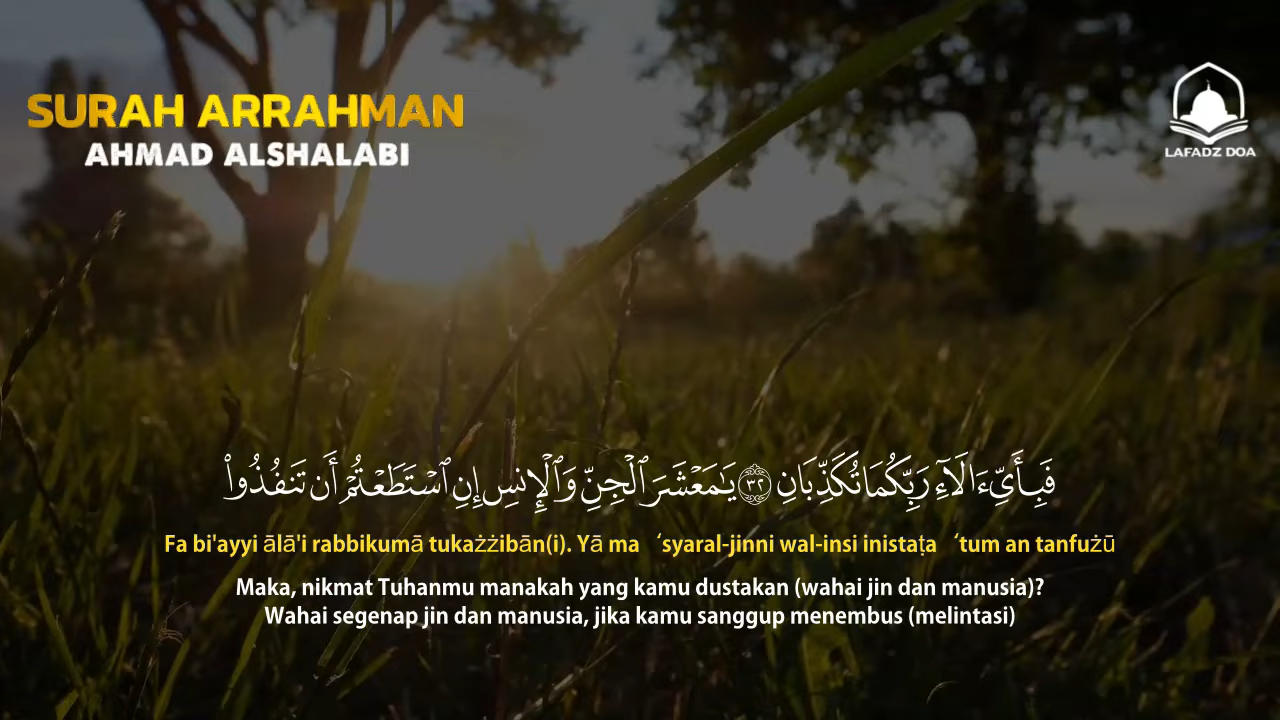 SURAH ARRAHMAN
AHMAD ALSHALABI
LAFADZ DOA
فَبِأَيِّ ءَالَآءِ رَبِّكُمَا تُكَذِّبَانِ ٣٢ يَـٰمَعْشَرَ ٱلْجِنِّ وَٱلْإِنسِ إِنِ ٱسْتَطَعْتُمْ أَن تَنفُذُوا۟
Fa bi'ayyi ālā'i rabbikumā tukażżibān(i). Yā ma‘syaral-jinni wal-insi inistaṭa‘tum an tanfużū
Maka, nikmat Tuhanmu manakah yang kamu dustakan (wahai jin dan manusia)?
Wahai segenap jin dan manusia, jika kamu sanggup menembus (melintasi)